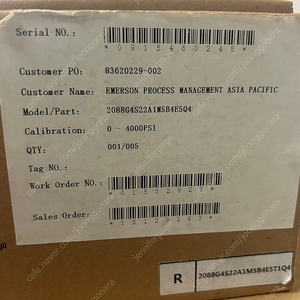 Serial NO.:
*0915460245*
Customer PO: 83620229-002
Customer Name: EMERSON PROCESS MANAGEMENT ASIA PACIFIC
Model/Part: 2088G4S22A1M5B4E5Q4
Calibration: 0 - 4000PSI
QTY: 001/005
TAG NO.:
Work Order NO.:
Sales Order:
R 2088G4S22A1M5B4E5T1Q4